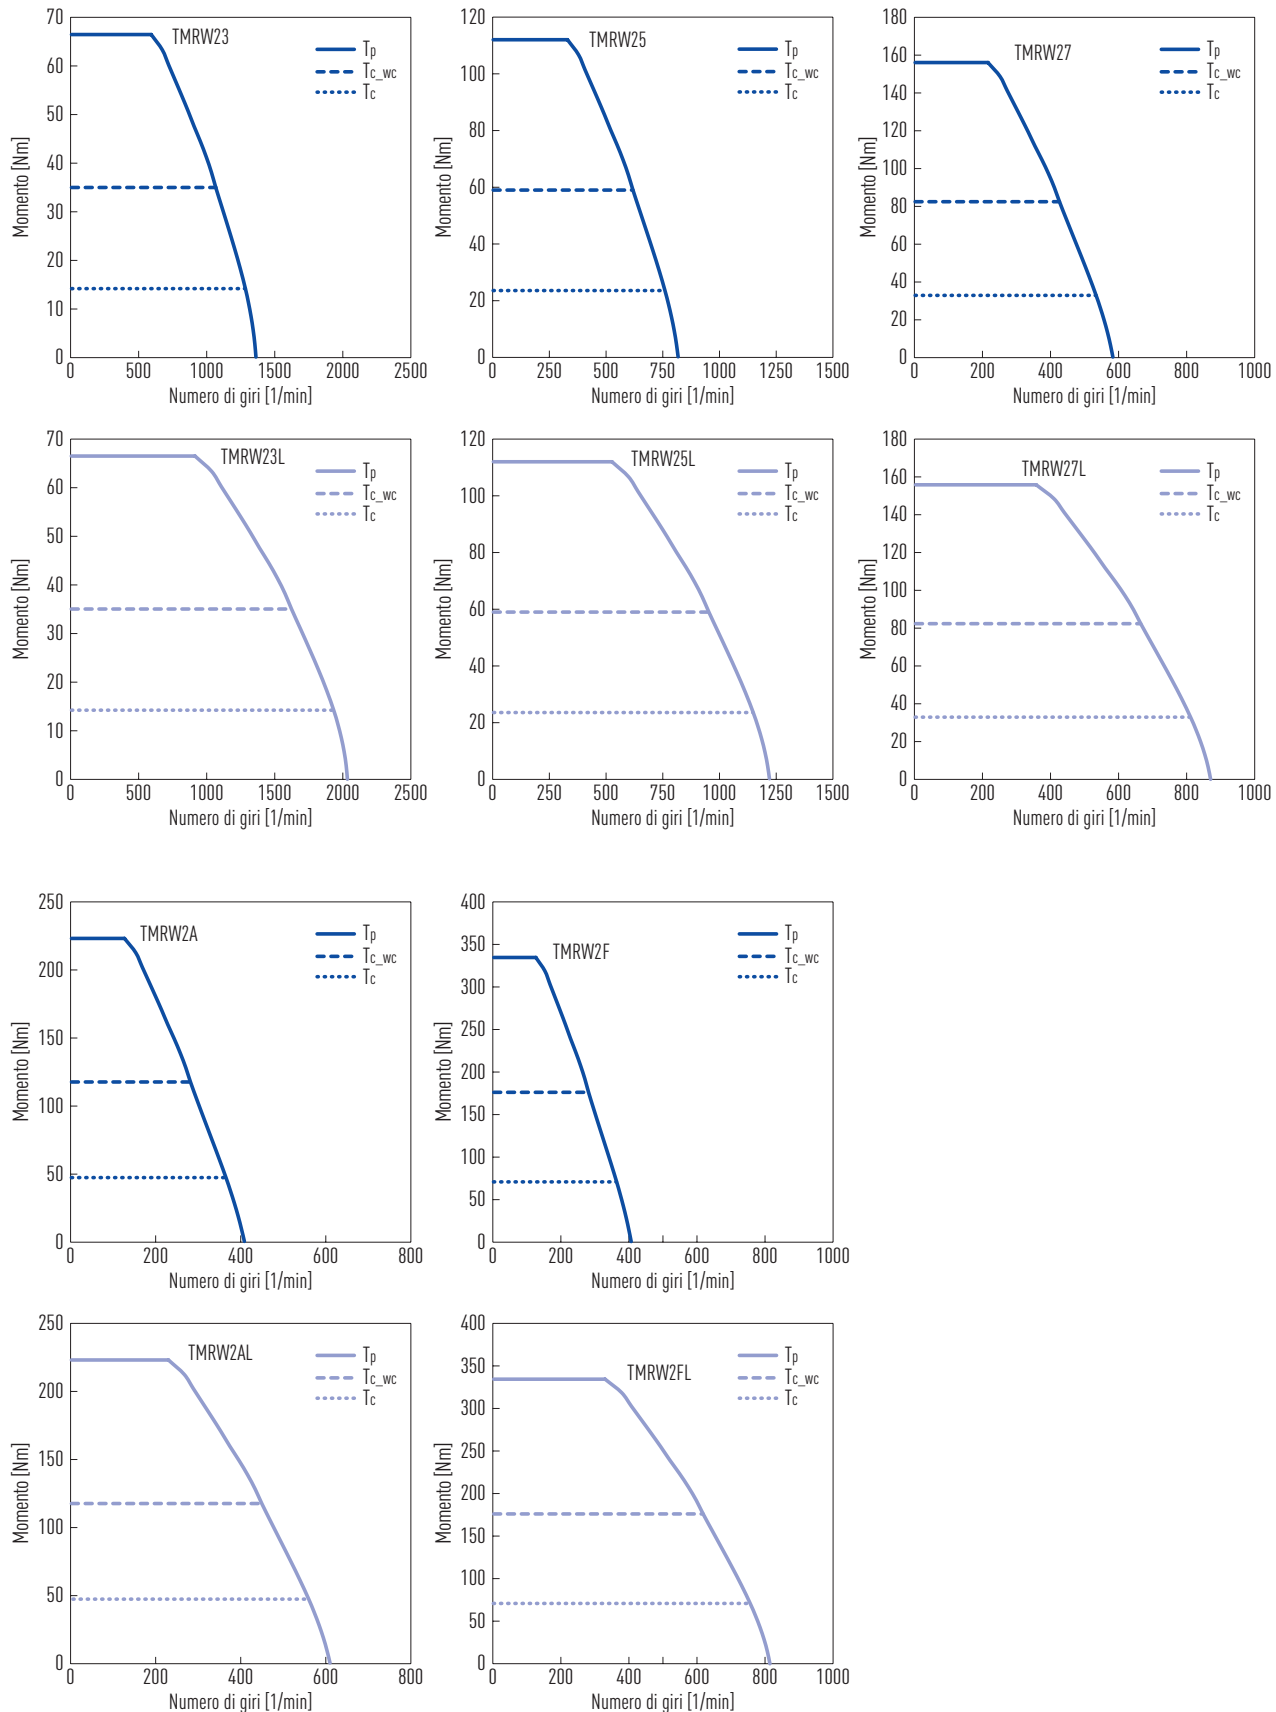 TMRW23
Tp
Tc_wc
Tc
Momento [Nm]
70
60
50
40
30
20
10
0
0 500 1000 1500 2000 2500
Numero di giri [1/min]
TMRW25
Tp
Tc_wc
Tc
Momento [Nm]
120
100
80
60
40
20
0
0 250 500 750 1000 1250 1500
Numero di giri [1/min]
TMRW27
Tp
Tc_wc
Tc
Momento [Nm]
180
160
140
120
100
80
60
40
20
0
0 200 400 600 800 1000
Numero di giri [1/min]
TMRW23L
Tp
Tc_wc
Tc
Momento [Nm]
70
60
50
40
30
20
10
0
0 500 1000 1500 2000 2500
Numero di giri [1/min]
TMRW25L
Tp
Tc_wc
Tc
Momento [Nm]
120
100
80
60
40
20
0
0 250 500 750 1000 1250 1500
Numero di giri [1/min]
TMRW27L
Tp
Tc_wc
Tc
Momento [Nm]
180
160
140
120
100
80
60
40
20
0
0 200 400 600 800 1000
Numero di giri [1/min]
TMRW2A
Tp
Tc_wc
Tc
Momento [Nm]
250
200
150
100
50
0
0 200 400 600 800
Numero di giri [1/min]
TMRW2F
Tp
Tc_wc
Tc
Momento [Nm]
400
350
300
250
200
150
100
50
0
0 200 400 600 800 1000
Numero di giri [1/min]
TMRW2AL
Tp
Tc_wc
Tc
Momento [Nm]
250
200
150
100
50
0
0 200 400 600 800
Numero di giri [1/min]
TMRW2FL
Tp
Tc_wc
Tc
Momento [Nm]
400
350
300
250
200
150
100
50
0
0 200 400 600 800 1000
Numero di giri [1/min]